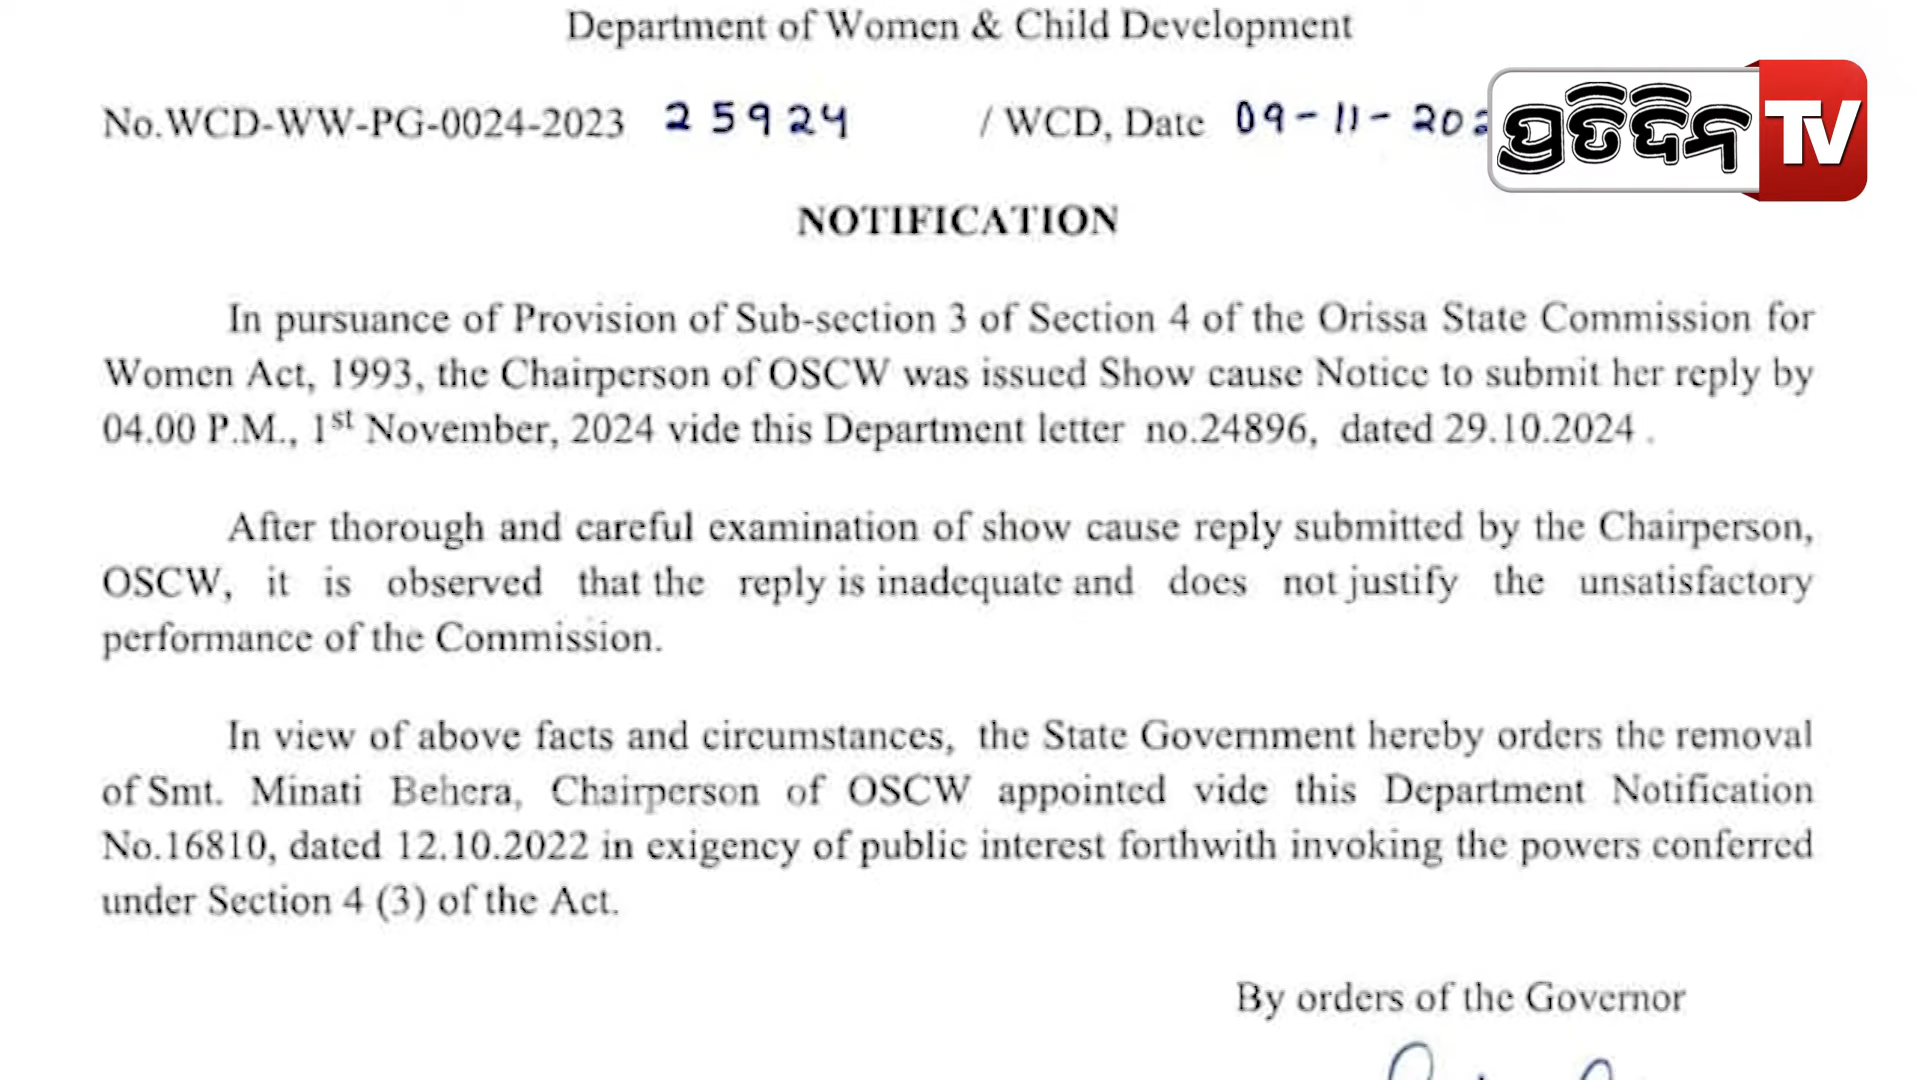 Department of Women & Child Development
No.WCD-WW-PG-0024-2023 25924 / WCD, Date 09-11-202
ପ୍ରତିଦିନ TV
NOTIFICATION
In pursuance of Provision of Sub-section 3 of Section 4 of the Orissa State Commission for
Women Act, 1993, the Chairperson of OSCW was issued Show cause Notice to submit her reply by
04.00 P.M., 1st November, 2024 vide this Department letter no.24896, dated 29.10.2024 .
After thorough and careful examination of show cause reply submitted by the Chairperson,
OSCW, it is observed that the reply is inadequate and does not justify the unsatisfactory
performance of the Commission.
In view of above facts and circumstances, the State Government hereby orders the removal
of Smt. Minati Behera, Chairperson of OSCW appointed vide this Department Notification
No.16810, dated 12.10.2022 in exigency of public interest forthwith invoking the powers conferred
under Section 4 (3) of the Act.
By orders of the Governor